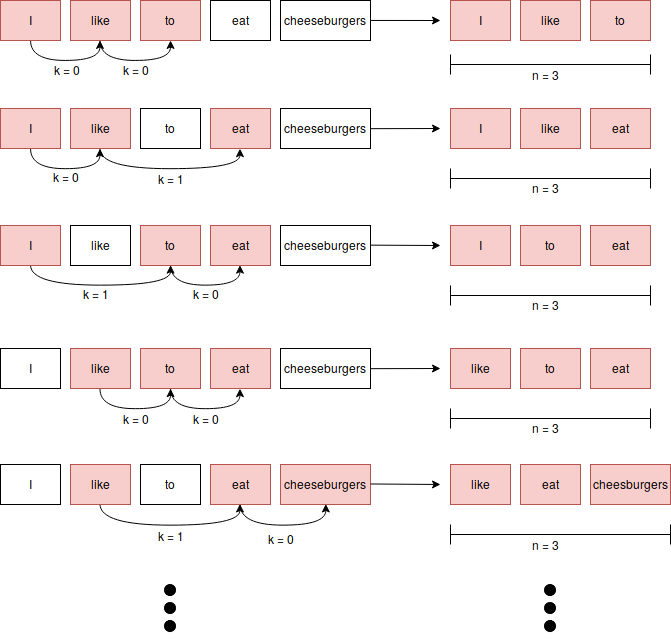 I like to eat cheeseburgers I like to
k = 0 k = 0 n = 3
I like to eat cheeseburgers I like eat
k = 0 k = 1 n = 3
I like to eat cheeseburgers I to eat
k = 1 k = 0 n = 3
I like to eat cheeseburgers like to eat
k = 0 k = 0 n = 3
I like to eat cheeseburgers like eat cheesburgers
k = 1 k = 0 n = 3